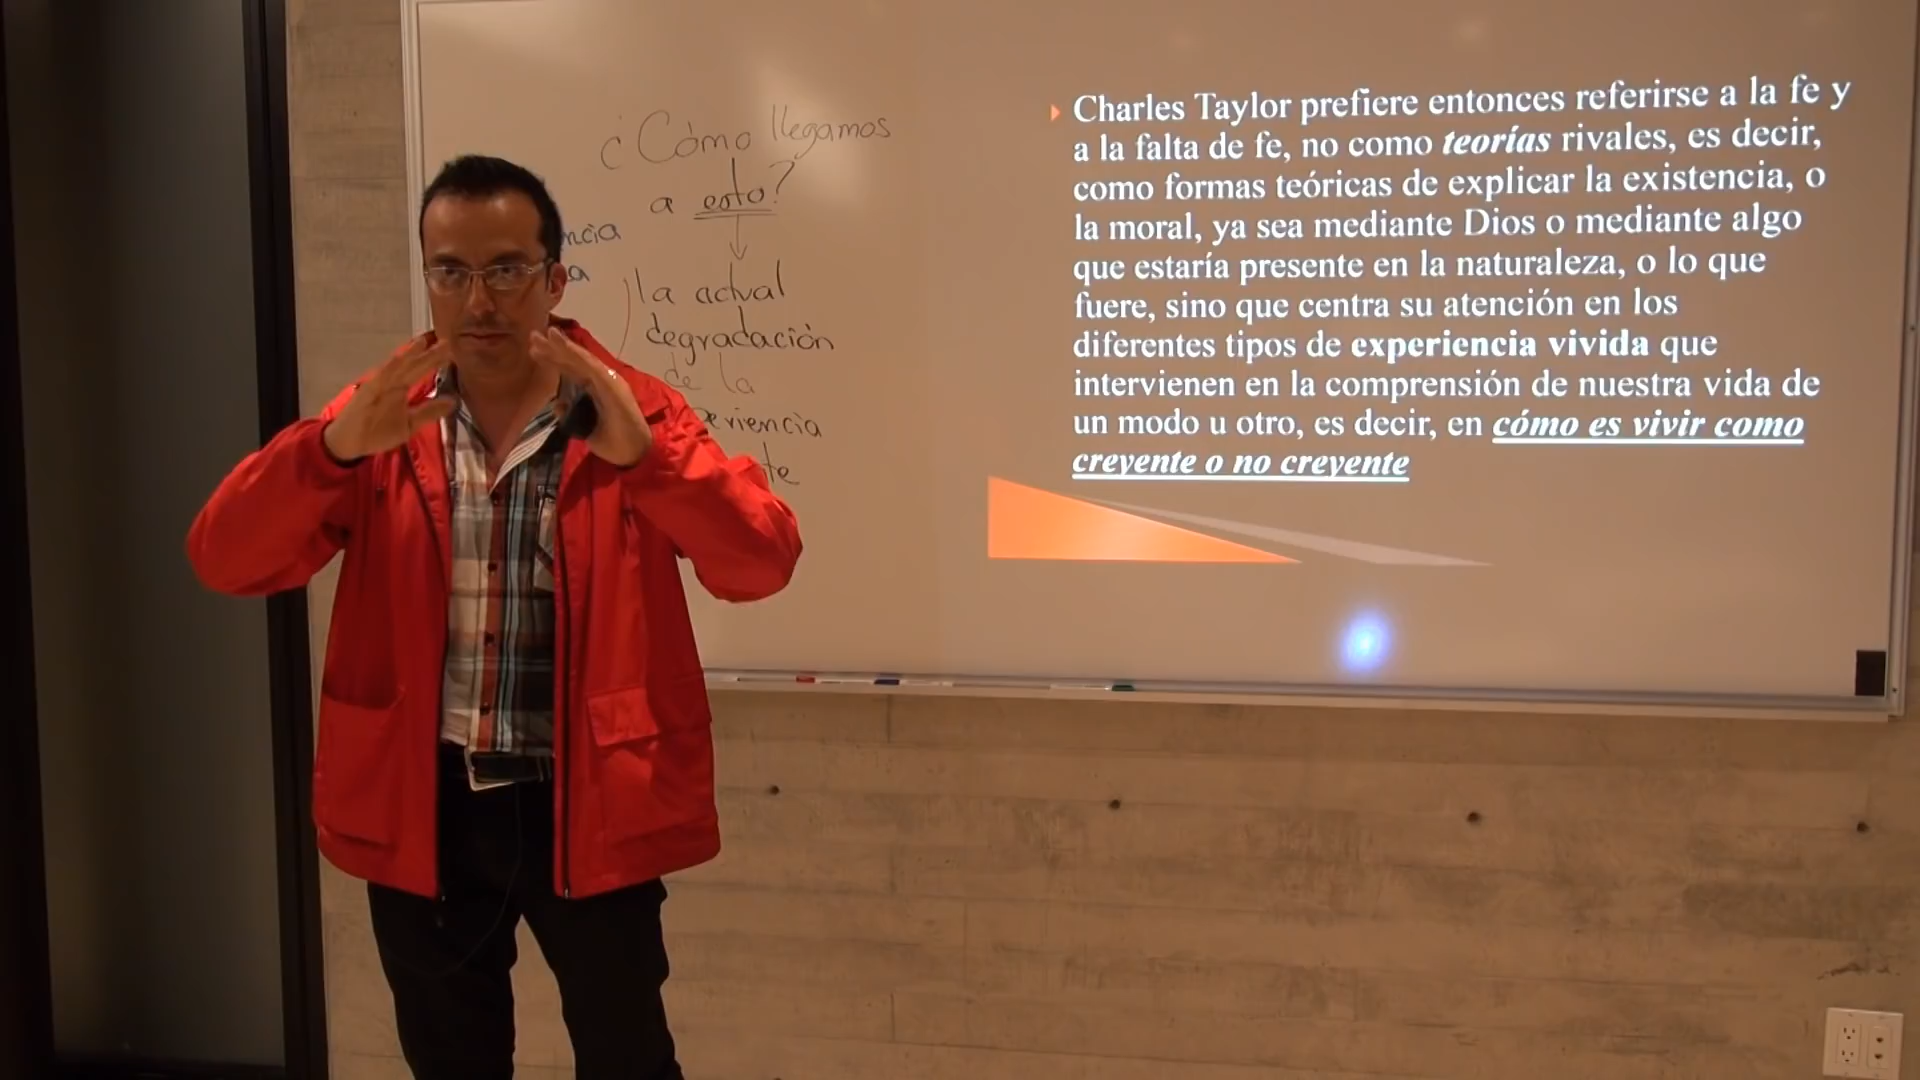 ¿Cómo llegamos
a esto?
ncia
a
la actual
degradación
de la
eriencia
te
Charles Taylor prefiere entonces referirse a la fe y
a la falta de fe, no como teorías rivales, es decir,
como formas teóricas de explicar la existencia, o
la moral, ya sea mediante Dios o mediante algo
que estaría presente en la naturaleza, o lo que
fuere, sino que centra su atención en los
diferentes tipos de experiencia vivida que
intervienen en la comprensión de nuestra vida de
un modo u otro, es decir, en cómo es vivir como
creyente o no creyente